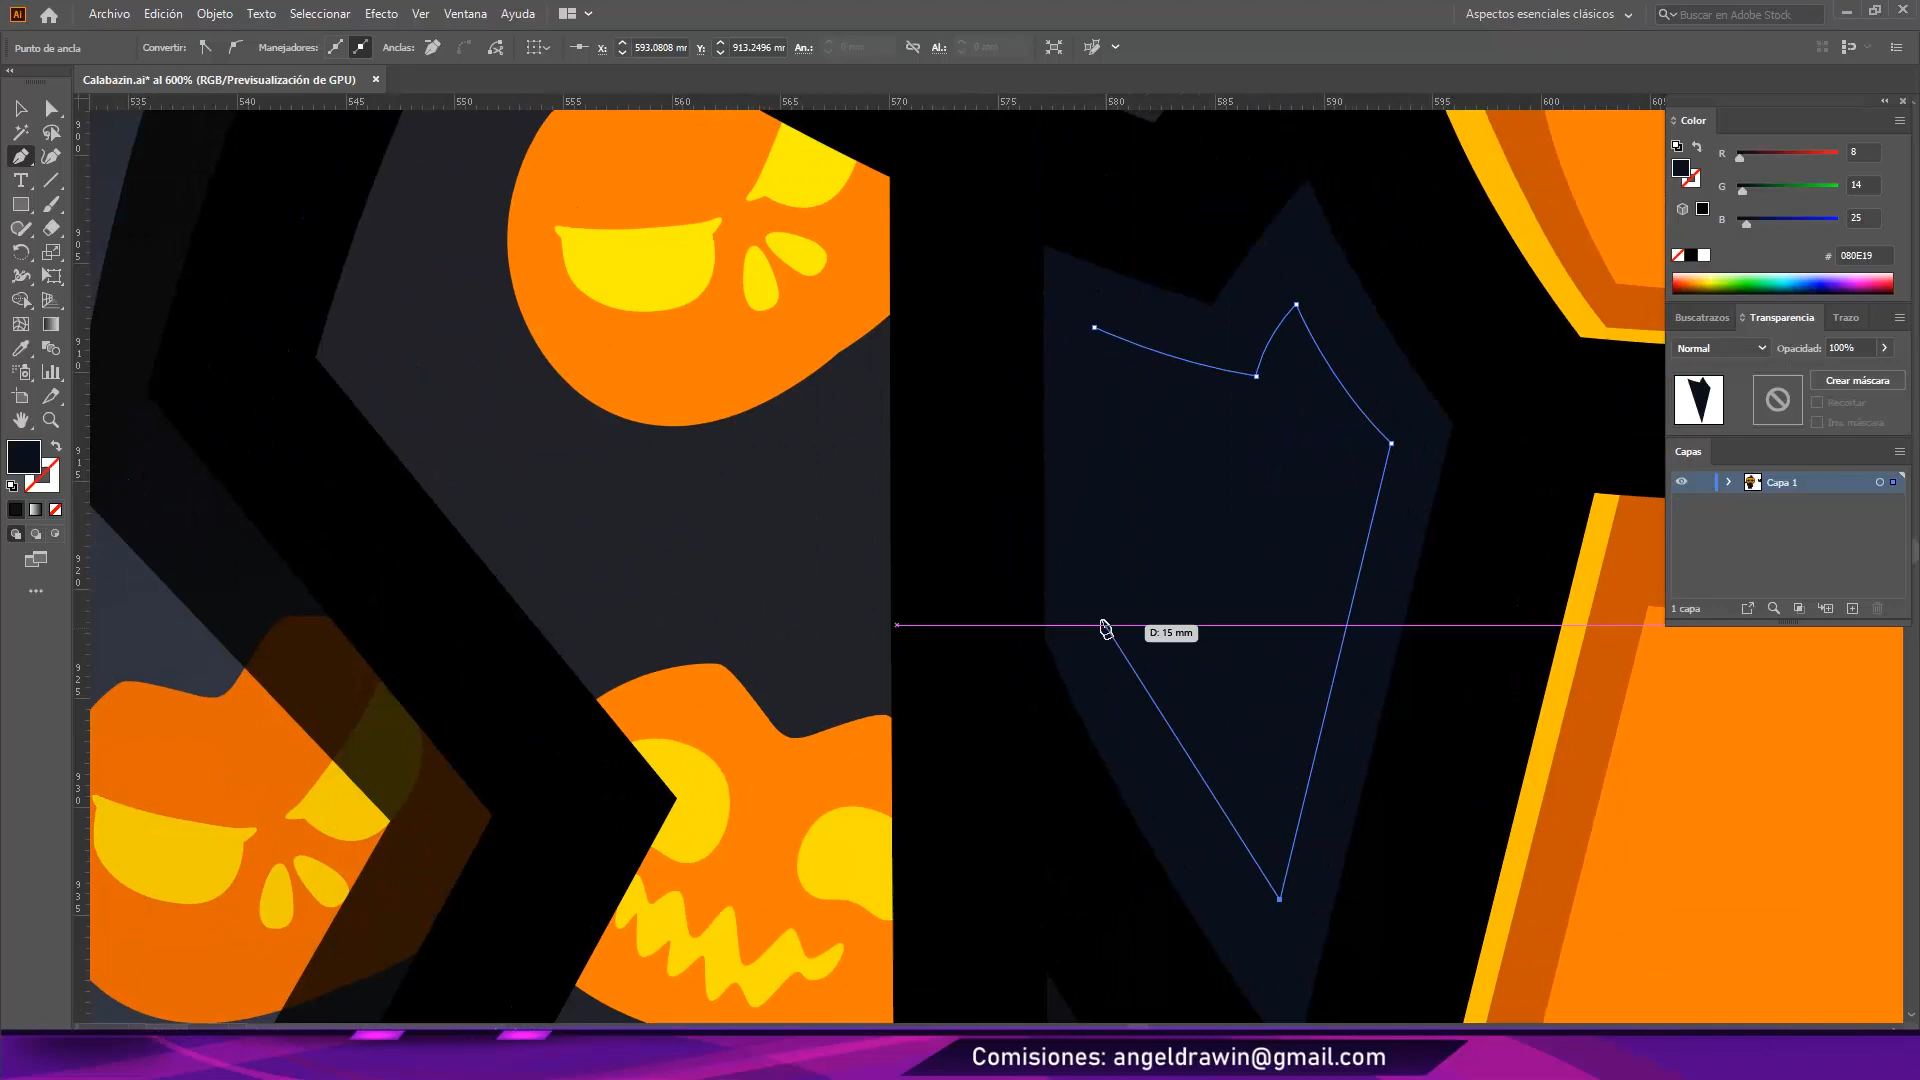 Ai
Archivo Edición Objeto Texto Seleccionar Efecto Ver Ventana Ayuda
Aspectos esenciales clásicos
Buscar en Adobe Stock
Punto de ancla
Convertir:
Manejadores:
Anclas:
X: 593.0808 mr
Y: 913.2496 mr
An.: 0 mm
Al.:
Calabazin.ai* al 600% (RGB/Previsualización de GPU) ×
535 540 545 550 555 560 565 570 575 580 585 590 595 600 605
Color
R 8
G 14
B 25
# 080E19
Buscatrazos Transparencia Trazo
Normal
Opacidad: 100%
Crear máscara
Recortar
Inv. máscara
Capas
Capa 1
1 capa
D: 15 mm
Comisiones: angeldrawin@gmail.com